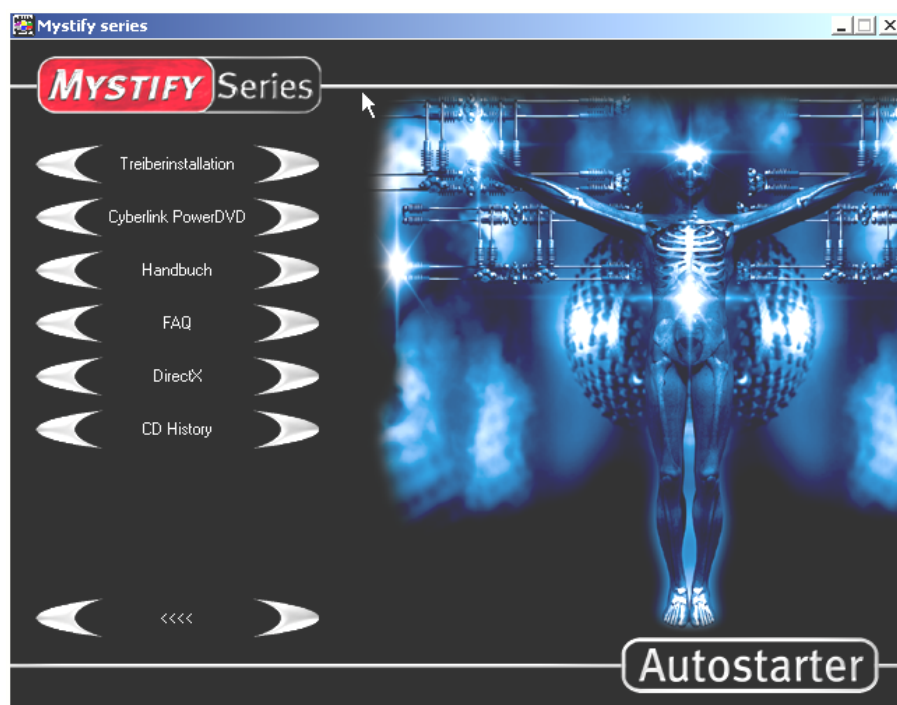 Mystify series
MYSTIFY Series
Treiberinstallation
Cyberlink PowerDVD
Handbuch
FAQ
DirectX
CD History
<<<<
Autostarter